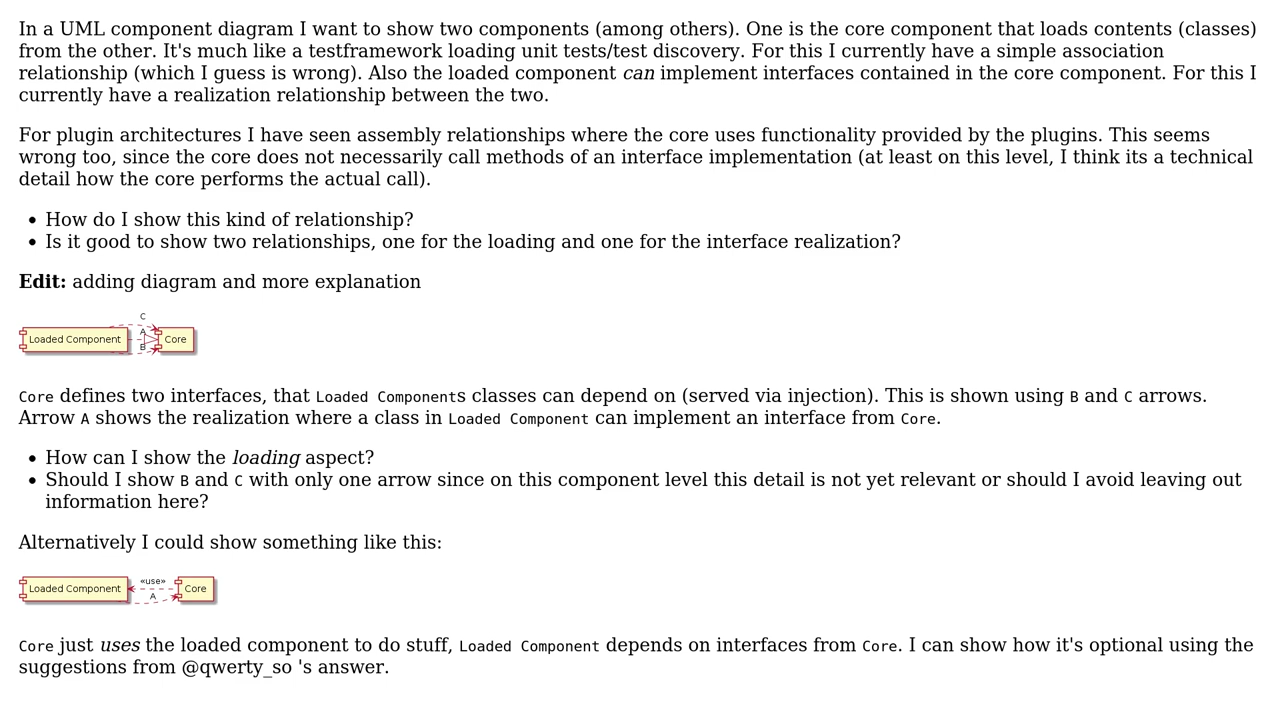 In a UML component diagram I want to show two components (among others). One is the core component that loads contents (classes)
from the other. It's much like a testframework loading unit tests/test discovery. For this I currently have a simple association
relationship (which I guess is wrong). Also the loaded component can implement interfaces contained in the core component. For this I
currently have a realization relationship between the two.
For plugin architectures I have seen assembly relationships where the core uses functionality provided by the plugins. This seems
wrong too, since the core does not necessarily call methods of an interface implementation (at least on this level, I think its a technical
detail how the core performs the actual call).
• How do I show this kind of relationship?
• Is it good to show two relationships, one for the loading and one for the interface realization?
Edit: adding diagram and more explanation
C
A
Loaded Component Core
B
Core defines two interfaces, that Loaded Components classes can depend on (served via injection). This is shown using B and C arrows.
Arrow A shows the realization where a class in Loaded Component can implement an interface from Core.
• How can I show the loading aspect?
• Should I show B and C with only one arrow since on this component level this detail is not yet relevant or should I avoid leaving out
information here?
Alternatively I could show something like this:
«use»
Loaded Component Core
A
Core just uses the loaded component to do stuff, Loaded Component depends on interfaces from Core. I can show how it's optional using the
suggestions from @qwerty_so 's answer.